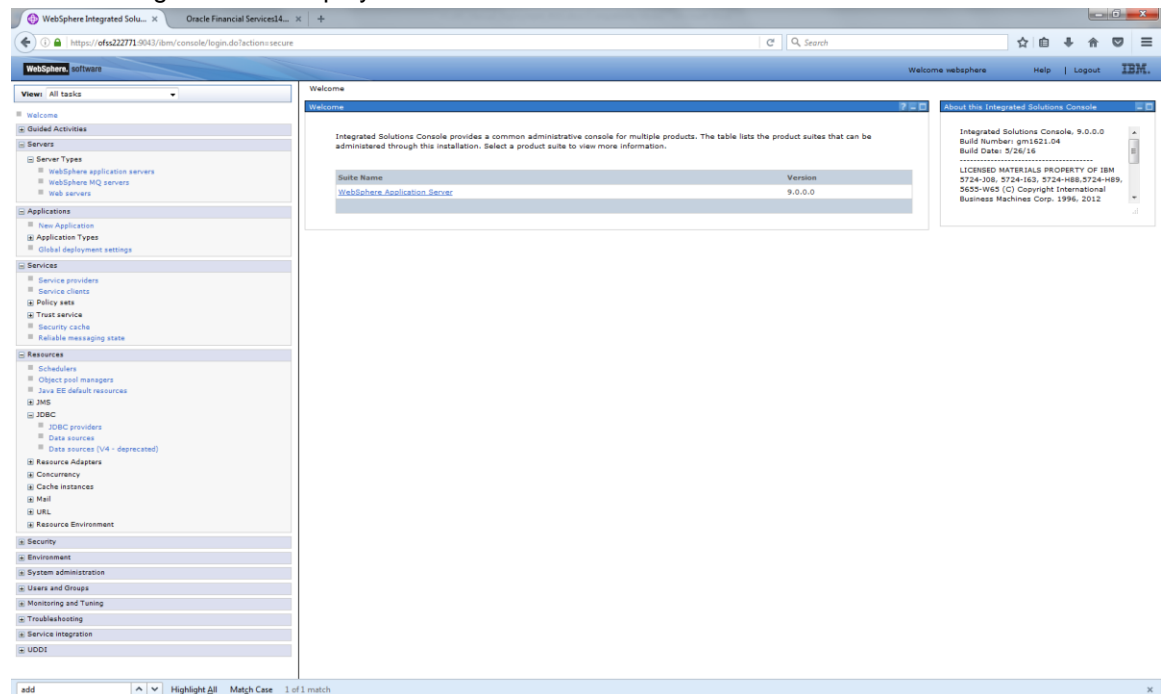 WebSphere Integrated Solu... ×
Oracle Financial Services14... ×
+
https://ofss222771:9043/ibm/console/login.do?action=secure
Search
WebSphere. software
Welcome websphere
Help | Logout
IBM.
View: All tasks
Welcome
Guided Activities
Servers
Server Types
WebSphere application servers
WebSphere MQ servers
Web servers
Applications
New Application
Application Types
Global deployment settings
Services
Service providers
Service clients
Policy sets
Trust service
Security cache
Reliable messaging state
Resources
Schedulers
Object pool managers
Java EE default resources
JMS
JDBC
JDBC providers
Data sources
Data sources (V4 - deprecated)
Resource Adapters
Concurrency
Cache instances
Mail
URL
Resource Environment
Security
Environment
System administration
Users and Groups
Monitoring and Tuning
Troubleshooting
Service integration
UDDI
Welcome
Welcome
Integrated Solutions Console provides a common administrative console for multiple products. The table lists the product suites that can be
administered through this installation. Select a product suite to view more information.
Suite Name Version
WebSphere Application Server 9.0.0.0
About this Integrated Solutions Console
Integrated Solutions Console, 9.0.0.0
Build Number: gm1621.04
Build Date: 5/26/16
----------------------------------
LICENSED MATERIALS PROPERTY OF IBM
5724-J08, 5724-I63, 5724-H88,5724-H89,
5655-W65 (C) Copyright International
Business Machines Corp. 1996, 2012
add
Highlight All Match Case 1 of 1 match